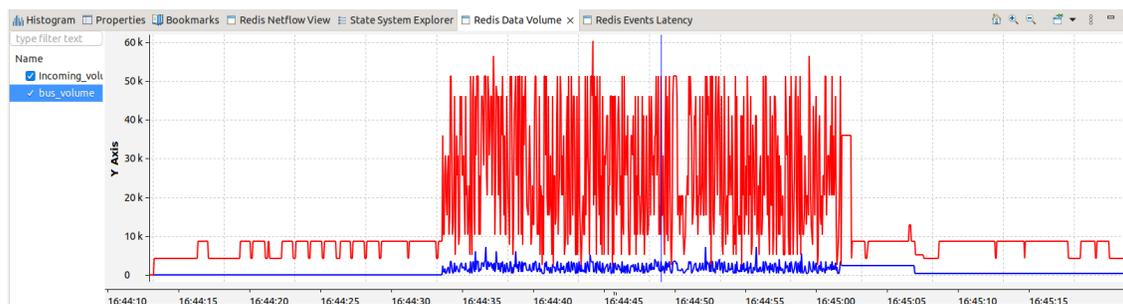 Histogram Properties Bookmarks Redis Netflow View State System Explorer Redis Data Volume Redis Events Latency
type filter text
Name
Incoming_volu
bus_volume
Y Axis
60 k
50 k
40 k
30 k
20 k
10 k
0
16:44:10 16:44:15 16:44:20 16:44:25 16:44:30 16:44:35 16:44:40 16:44:45 16:44:50 16:44:55 16:45:00 16:45:05 16:45:10 16:45:15